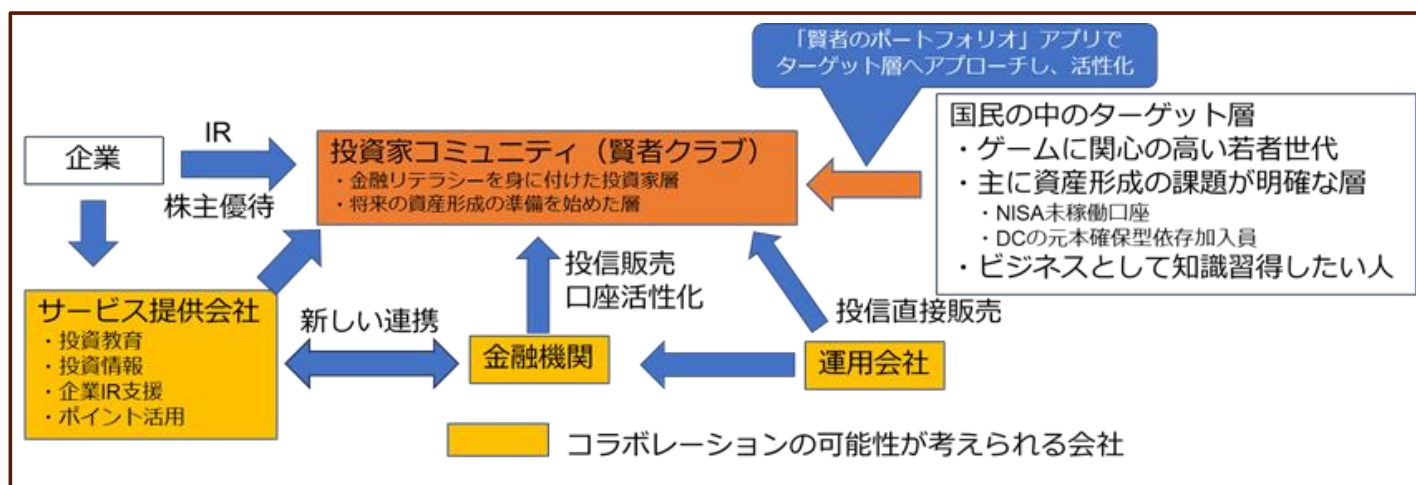 「賢者のポートフォリオ」アプリで
ターゲット層へアプローチし、活性化
企業
IR
株主優待
投資家コミュニティ（賢者クラブ）
・金融リテラシーを身に付けた投資家層
・将来の資産形成の準備を始めた層
国民の中のターゲット層
・ゲームに関心の高い若者世代
・主に資産形成の課題が明確な層
・NISA未稼働口座
・DCの元本確保型依存加入員
・ビジネスとして知識習得したい人
サービス提供会社
・投資教育
・投資情報
・企業IR支援
・ポイント活用
新しい連携
投信販売
口座活性化
金融機関
投信直接販売
運用会社
コラボレーションの可能性が考えられる会社